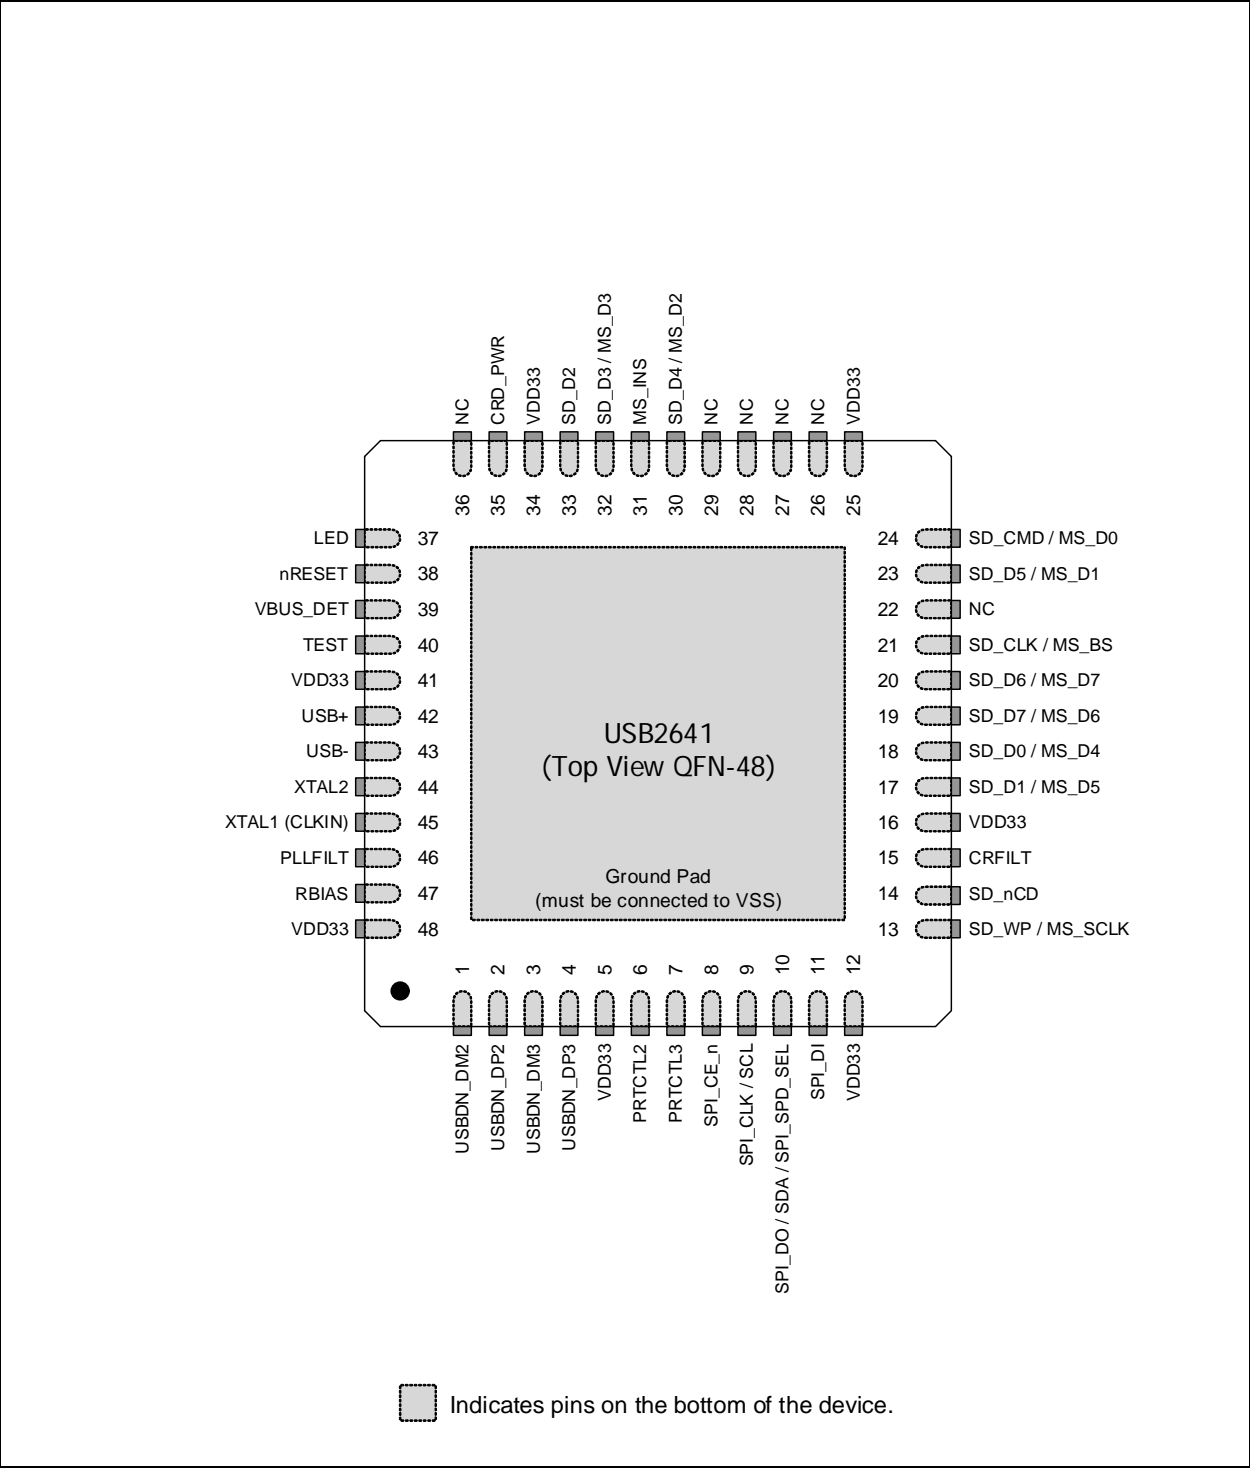 NC
CRD_PWR
VDD33
SD_D2
SD_D3 / MS_D3
MS_INS
SD_D4 / MS_D2
NC
NC
NC
NC
VDD33
36
35
34
33
32
31
30
29
28
27
26
25
LED 37
nRESET 38
VBUS_DET 39
TEST 40
VDD33 41
USB+ 42
USB- 43
XTAL2 44
XTAL1 (CLKIN) 45
PLLFILT 46
RBIAS 47
VDD33 48
24 SD_CMD / MS_D0
23 SD_D5 / MS_D1
22 NC
21 SD_CLK / MS_BS
20 SD_D6 / MS_D7
19 SD_D7 / MS_D6
18 SD_D0 / MS_D4
17 SD_D1 / MS_D5
16 VDD33
15 CRFILT
14 SD_nCD
13 SD_WP / MS_SCLK
USB2641
(Top View QFN-48)
Ground Pad
(must be connected to VSS)
1
2
3
4
5
6
7
8
9
10
11
12
USBDN_DM2
USBDN_DP2
USBDN_DM3
USBDN_DP3
VDD33
PRTCTL2
PRTCTL3
SPI_CE_n
SPI_CLK / SCL
SPI_DO / SDA / SPI_SPD_SEL
SPI_DI
VDD33
Indicates pins on the bottom of the device.